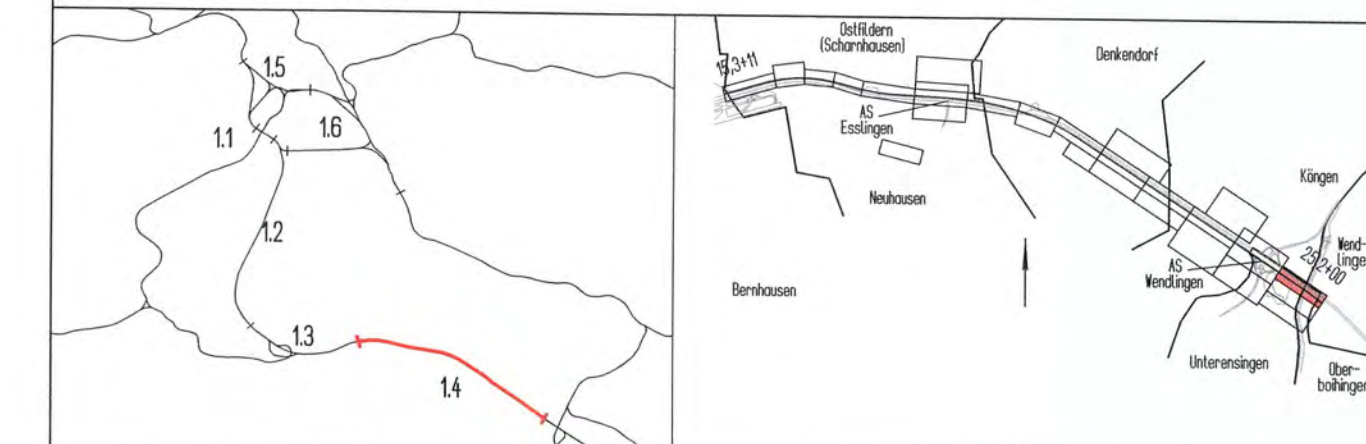 1.5
1.1
1.6
1.2
1.3
1.4
15,3+11
Ostfildern
(Scharnhausen)
Denkendorf
AS
Esslingen
Neuhausen
Bernhausen
Köngen
Wend-
linge
25,2+00
AS
Wendlingen
Unterensingen
Ober-
boihingen